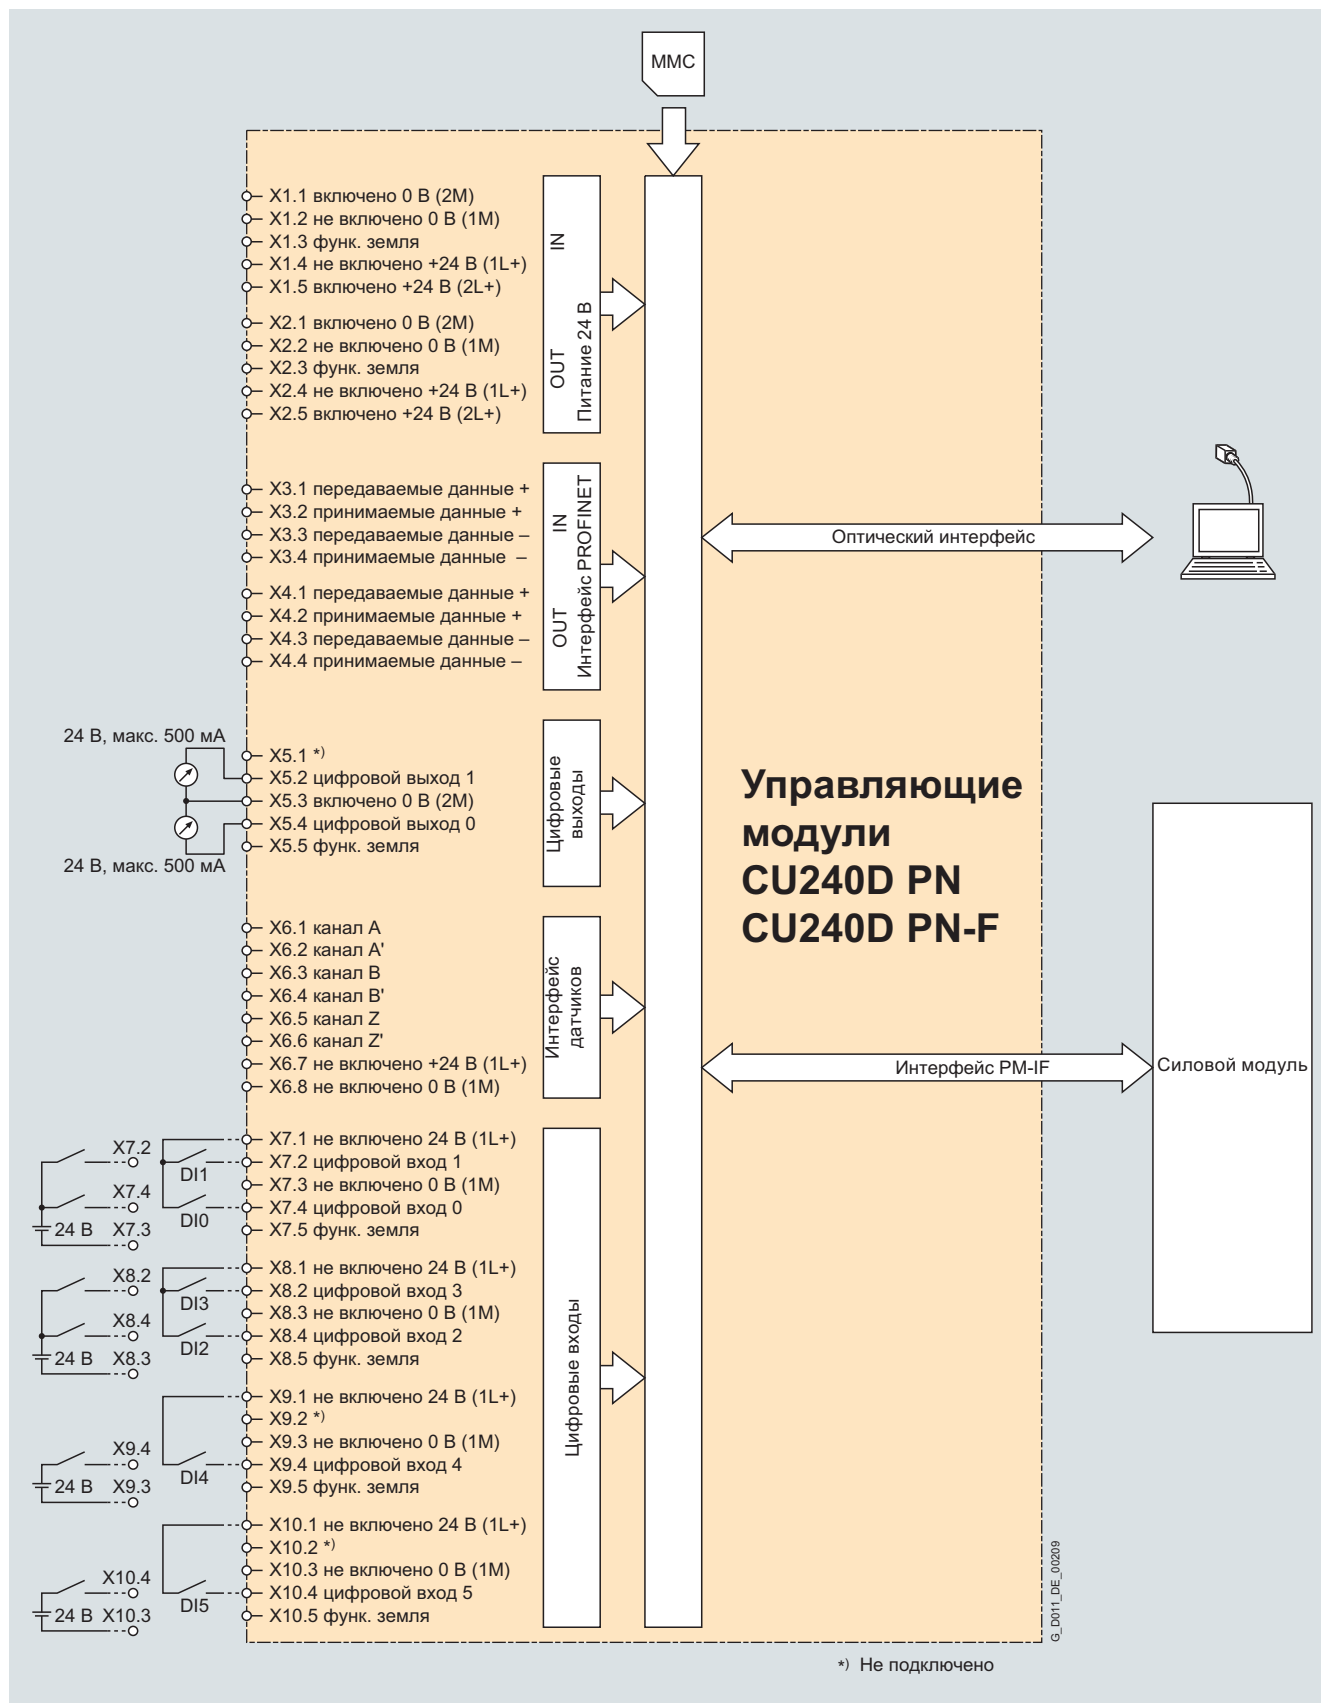 MMC
X1.1 включено 0 В (2M)
X1.2 не включено 0 В (1M)
X1.3 функ. земля
X1.4 не включено +24 В (1L+)
X1.5 включено +24 В (2L+)
X2.1 включено 0 В (2M)
X2.2 не включено 0 В (1M)
X2.3 функ. земля
X2.4 не включено +24 В (1L+)
X2.5 включено +24 В (2L+)
IN
OUT
Питание 24 В
X3.1 передаваемые данные +
X3.2 принимаемые данные +
X3.3 передаваемые данные –
X3.4 принимаемые данные –
X4.1 передаваемые данные +
X4.2 принимаемые данные +
X4.3 передаваемые данные –
X4.4 принимаемые данные –
IN
OUT
Интерфейс PROFINET
Оптический интерфейс
24 В, макс. 500 мА
X5.1 *)
X5.2 цифровой выход 1
X5.3 включено 0 В (2M)
X5.4 цифровой выход 0
X5.5 функ. земля
24 В, макс. 500 мА
Цифровые
выходы
Управляющие
модули
CU240D PN
CU240D PN-F
X6.1 канал A
X6.2 канал A'
X6.3 канал B
X6.4 канал B'
X6.5 канал Z
X6.6 канал Z'
X6.7 не включено +24 В (1L+)
X6.8 не включено 0 В (1M)
Интерфейс
датчиков
Интерфейс PM-IF
Силовой модуль
X7.2
X7.4
24 В X7.3
DI1
DI0
X7.1 не включено 24 В (1L+)
X7.2 цифровой вход 1
X7.3 не включено 0 В (1M)
X7.4 цифровой вход 0
X7.5 функ. земля
X8.2
X8.4
24 В X8.3
DI3
DI2
X8.1 не включено 24 В (1L+)
X8.2 цифровой вход 3
X8.3 не включено 0 В (1M)
X8.4 цифровой вход 2
X8.5 функ. земля
Цифровые входы
X9.4
24 В X9.3
DI4
X9.1 не включено 24 В (1L+)
X9.2 *)
X9.3 не включено 0 В (1M)
X9.4 цифровой вход 4
X9.5 функ. земля
X10.4
24 В X10.3
DI5
X10.1 не включено 24 В (1L+)
X10.2 *)
X10.3 не включено 0 В (1M)
X10.4 цифровой вход 5
X10.5 функ. земля
G_D011_DE_00209
*) Не подключено